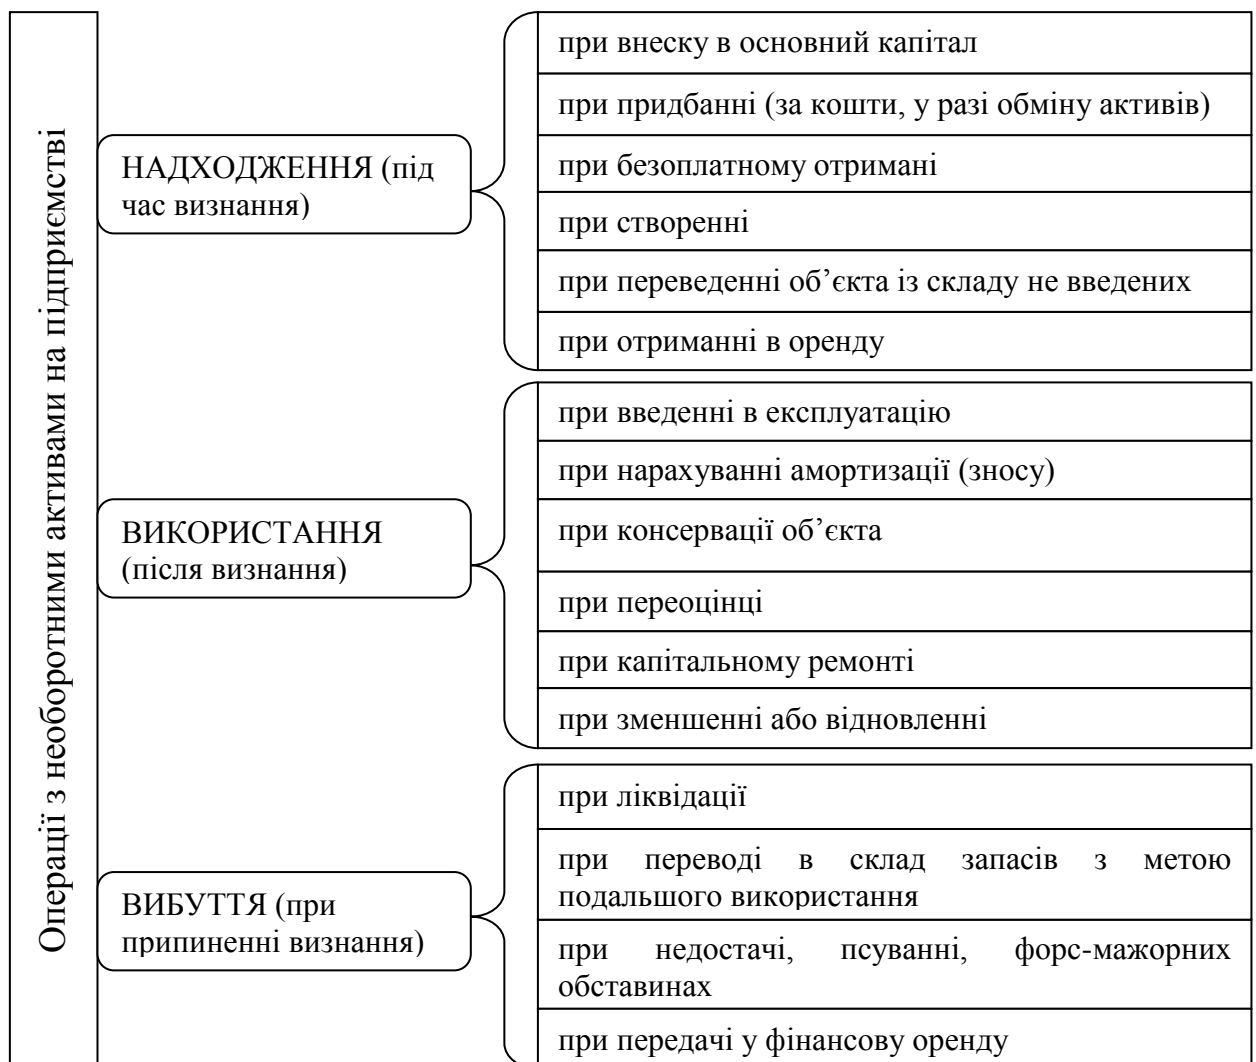 Операції з необоротними активами на підприємстві
НАДХОДЖЕННЯ (під
час визнання)
при внеску в основний капітал
при придбанні (за кошти, у разі обміну активів)
при безоплатному отримані
при створенні
при переведенні об’єкта із складу не введених
при отриманні в оренду
ВИКОРИСТАННЯ
(після визнання)
при введенні в експлуатацію
при нарахуванні амортизації (зносу)
при консервації об’єкта
при переоцінці
при капітальному ремонті
при зменшенні або відновленні
ВИБУТТЯ (при
припиненні визнання)
при ліквідації
при переводі в склад запасів з метою
подальшого використання
при недостачі, псуванні, форс-мажорних
обставинах
при передачі у фінансову оренду